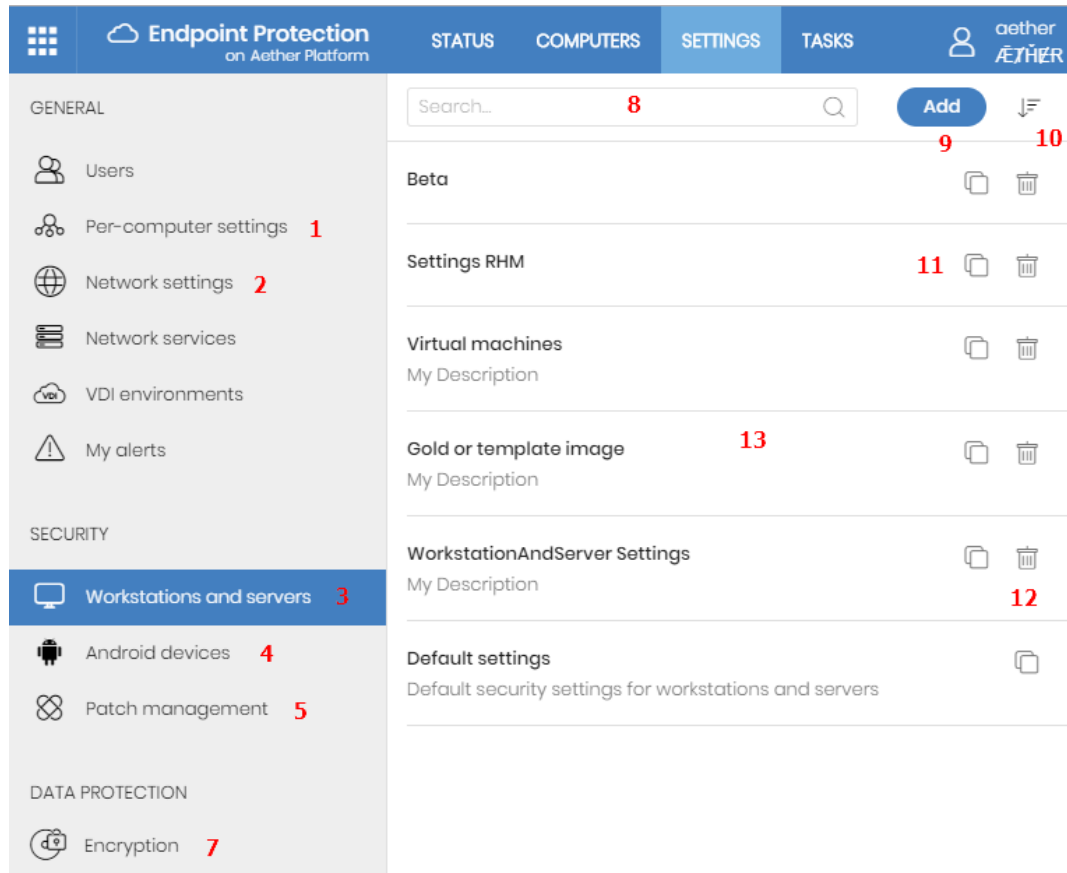 Endpoint Protection
on Aether Platform
STATUS COMPUTERS SETTINGS TASKS
aether
GENERAL
Users
Per-computer settings 1
Network settings 2
Network services
VDI VDI environments
My alerts
SECURITY
Workstations and servers 3
Android devices 4
Patch management 5
DATA PROTECTION
Encryption 7
Search... 8
Add
9
10
Beta
Settings RHM 11
Virtual machines
My Description
Gold or template image 13
My Description
WorkstationAndServer Settings
My Description
12
Default settings
Default security settings for workstations and servers